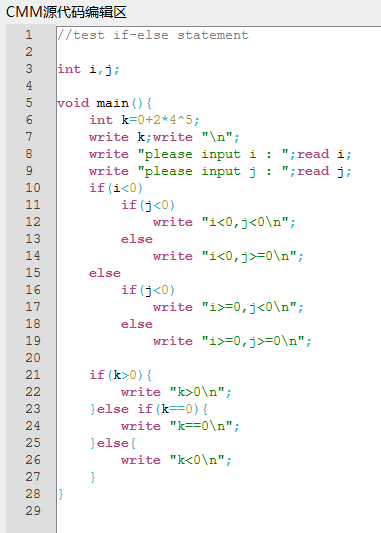 CMM源代码编辑区
1 //test if-else statement
2
3 int i,j;
4
5 void main(){
6     int k=0+2*4^5;
7     write k;write "\n";
8     write "please input i : ";read i;
9     write "please input j : ";read j;
10     if(i<0)
11         if(j<0)
12             write "i<0,j<0\n";
13         else
14             write "i<0,j>=0\n";
15     else
16         if(j<0)
17             write "i>=0,j<0\n";
18         else
19             write "i>=0,j>=0\n";
20
21     if(k>0){
22         write "k>0\n";
23     }else if(k==0){
24         write "k==0\n";
25     }else{
26         write "k<0\n";
27     }
28 }
29